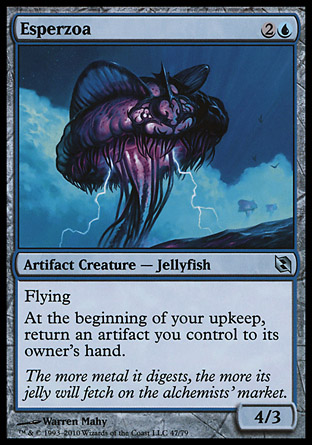 Esperzoa 2
Artifact Creature — Jellyfish
Flying
At the beginning of your upkeep,
return an artifact you control to its
owner's hand.
The more metal it digests, the more its
jelly will fetch on the alchemists' market.
Warren Mahy
™ & © 1993–2010 Wizards of the Coast LLC 47/79
4/3